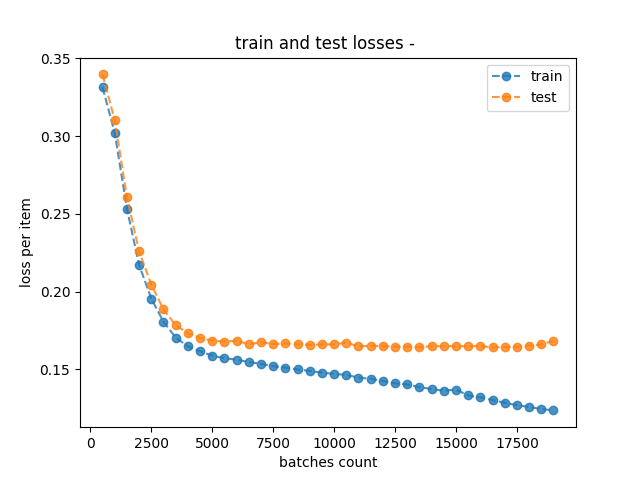 train and test losses -
train
test
loss per item
0.35
0.30
0.25
0.20
0.15
0
2500
5000
7500
10000
12500
15000
17500
batches count